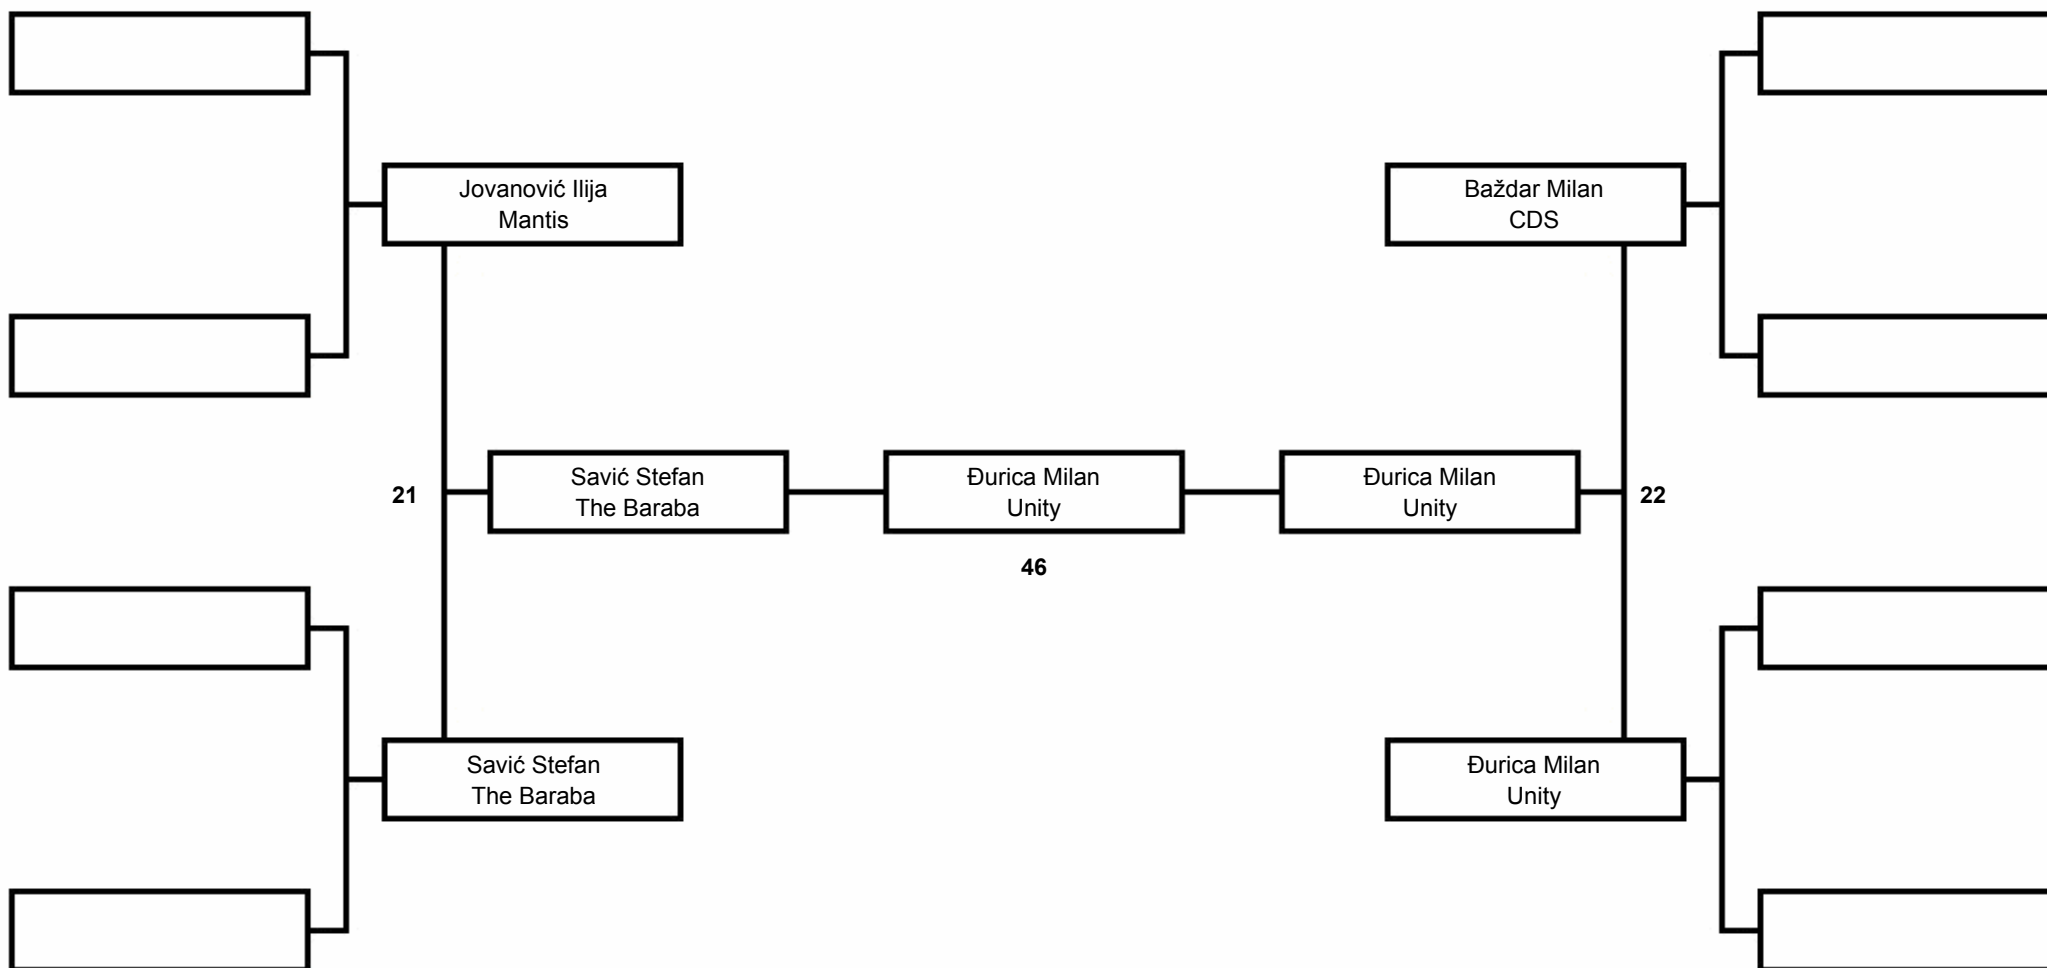 Jovanović Ilija
Mantis
Baždar Milan
CDS
21
Savić Stefan
The Baraba
Đurica Milan
Unity
Đurica Milan
Unity
22
46
Savić Stefan
The Baraba
Đurica Milan
Unity